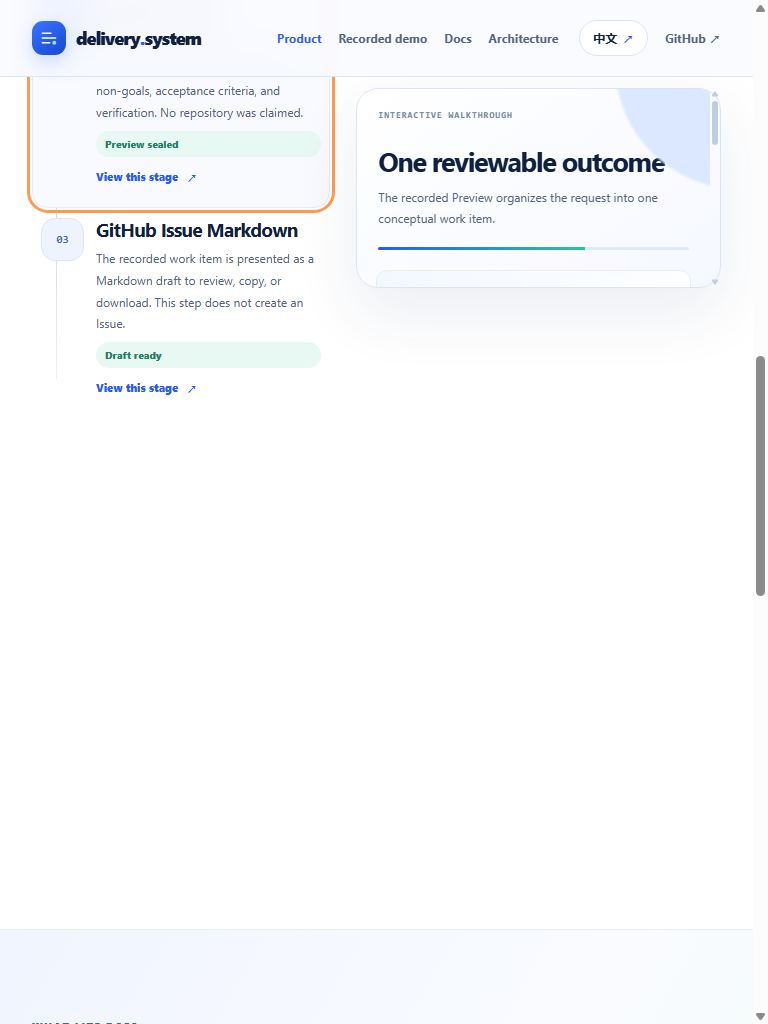 delivery.system
Product
Recorded demo
Docs
Architecture
中文 ↗
GitHub ↗
non-goals, acceptance criteria, and
verification. No repository was claimed.
Preview sealed
View this stage ↗
03
GitHub Issue Markdown
The recorded work item is presented as a
Markdown draft to review, copy, or
download. This step does not create an
Issue.
Draft ready
View this stage ↗
INTERACTIVE WALKTHROUGH
One reviewable outcome
The recorded Preview organizes the request into one
conceptual work item.